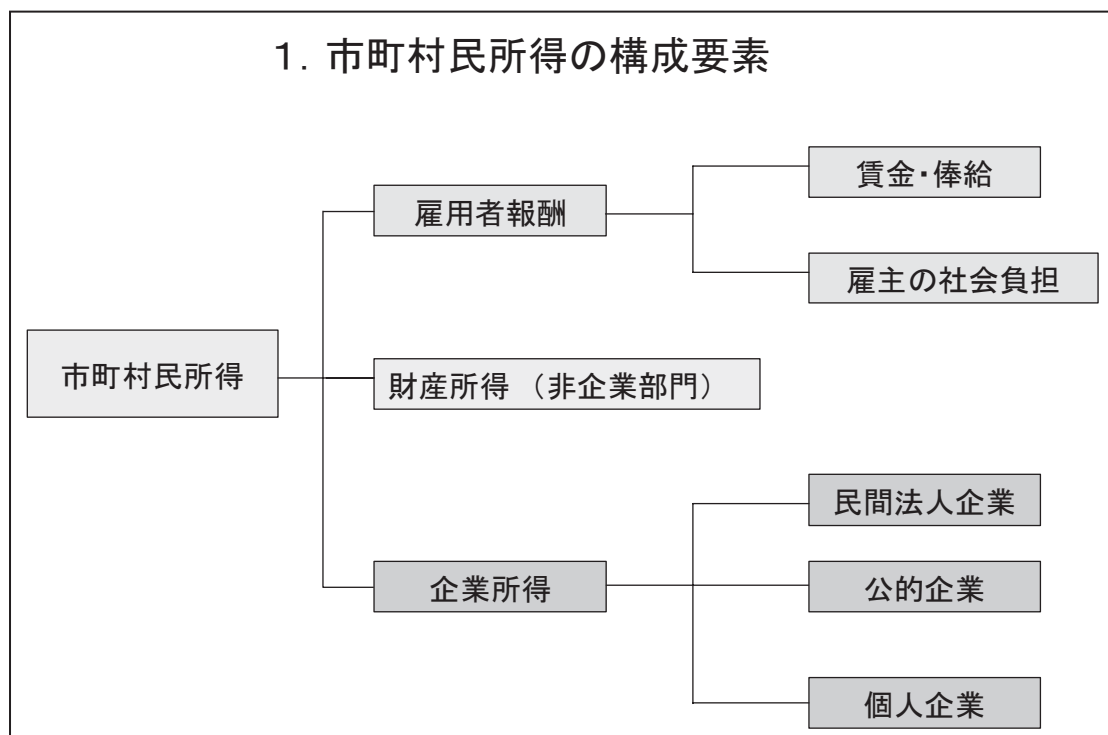 1. 市町村民所得の構成要素
賃金・俸給
雇用者報酬
雇主の社会負担
市町村民所得
財産所得 （非企業部門）
民間法人企業
企業所得
公的企業
個人企業